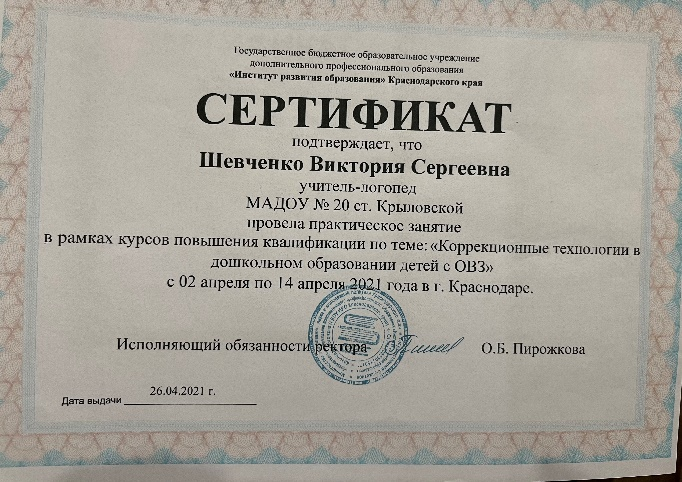 Государственное бюджетное образовательное учреждение
дополнительного профессионального образования
«Институт развития образования» Краснодарского края
СЕРТИФИКАТ
подтверждает, что
Шевченко Виктория Сергеевна
учитель-логопед
МАДОУ № 20 ст. Крыловской
провела практическое занятие
в рамках курсов повышения квалификации по теме: «Коррекционные технологии в
дошкольном образовании детей с ОВЗ»
с 02 апреля по 14 апреля 2021 года в г. Краснодаре.
Исполняющий обязанности ректора О.Б. Пирожкова
26.04.2021 г.
Дата выдачи